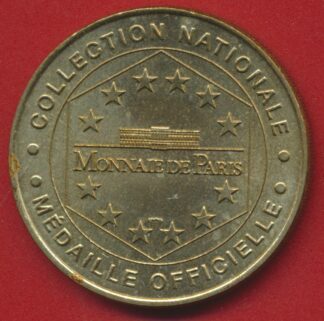 COLLECTION NATIONALE
MONNAIE DE PARIS
MÉDAILLE OFFICIELLE